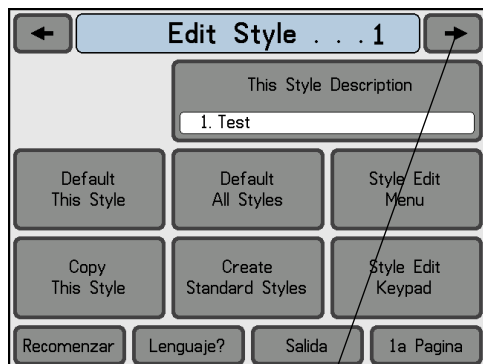 Edit Style . . . 1
This Style Description
1. Test
Default
This Style
Default
All Styles
Style Edit
Menu
Copy
This Style
Create
Standard Styles
Style Edit
Keypad
Recomenzar
Lenguaje?
Salida
1a Pagina